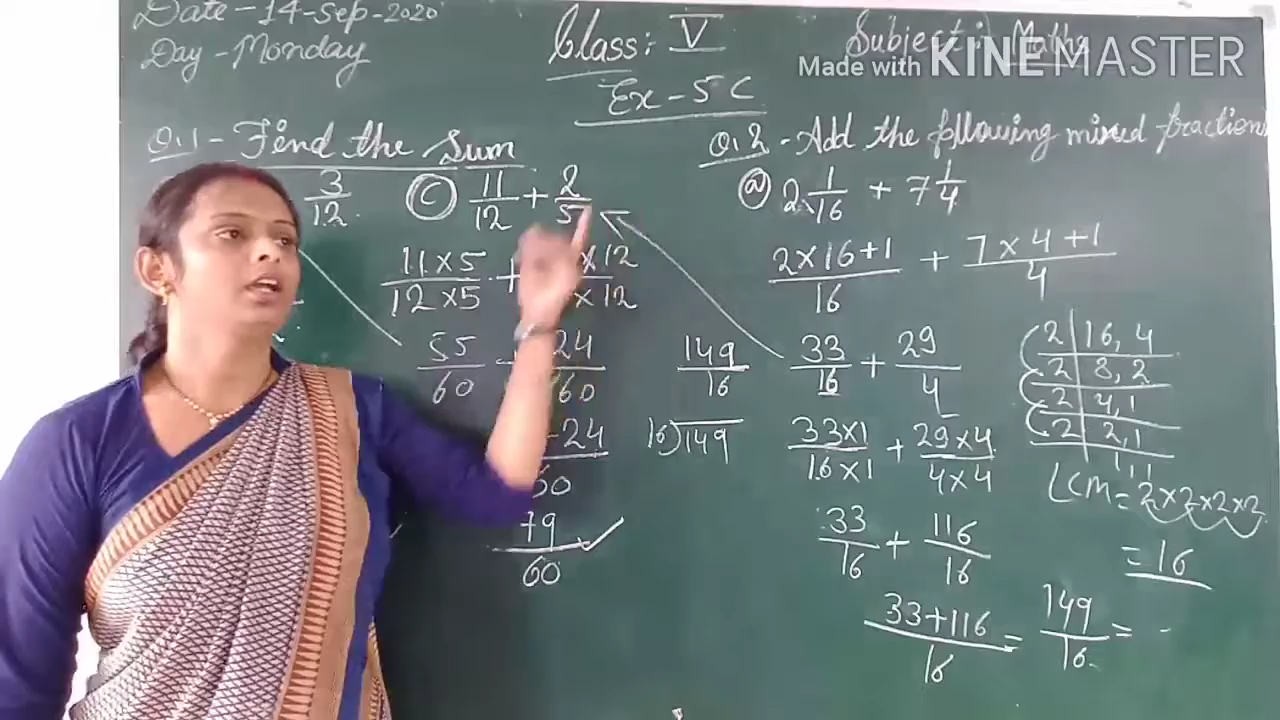 Date - 14-Sep-2020
Day - Monday
Class: V
Subject: Maths
Made with KINEMASTER
Ex - 5 C
Q.1 - Find the Sum
3/12
(C) 11/12 + 2/5
11×5/12×5 + ×12/×12
55/60 + 24/60
-24/60
79/60
Q.2 - Add the following mixed fractions
(a) 2 1/16 + 7 1/4
2×16+1/16 + 7×4+1/4
33/16 + 29/4
33×1/16×1 + 29×4/4×4
33/16 + 116/16
33+116/16 = 149/16 = -
149/16
16)149
2 | 16, 4
2 | 8, 2
2 | 4, 1
2 | 2, 1
1, 1
LCM = 2×2×2×2
= 16